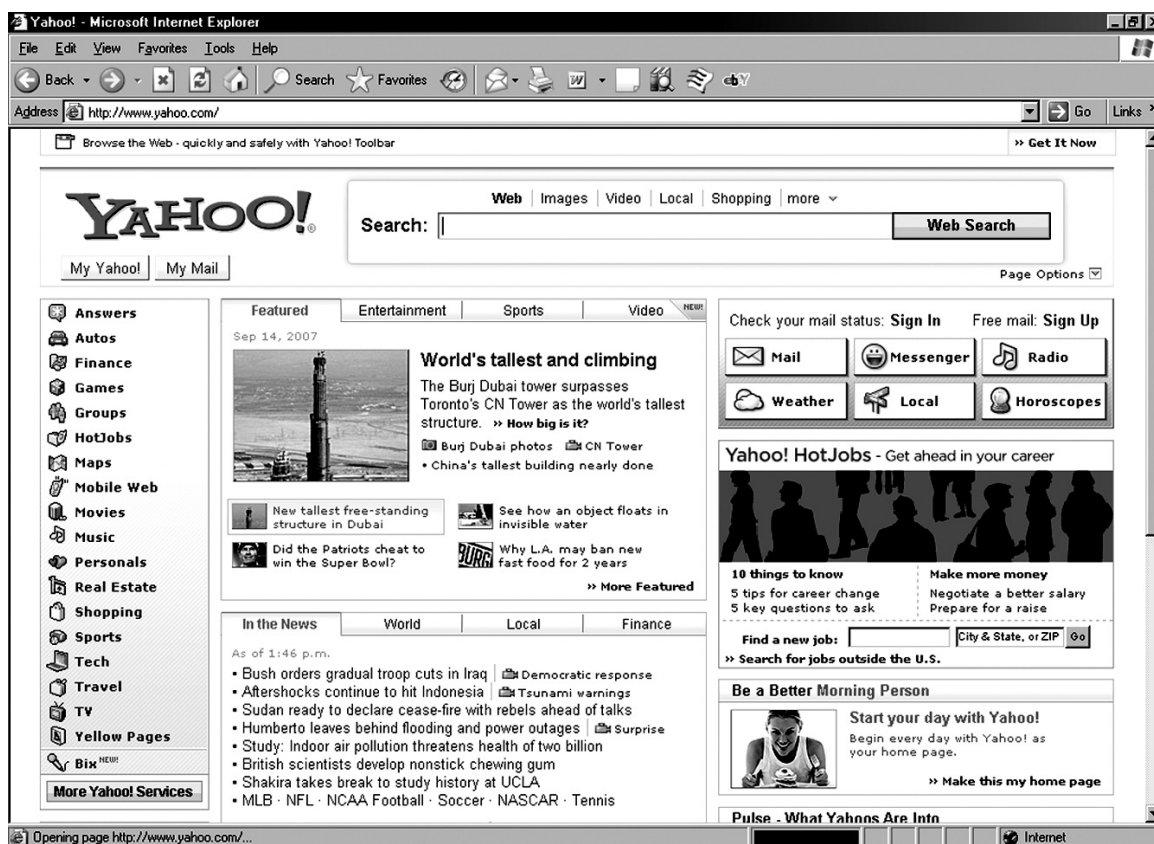 Yahoo! - Microsoft Internet Explorer
File Edit View Favorites Tools Help
Back Search Favorites
Address http://www.yahoo.com/ Go Links
Browse the Web - quickly and safely with Yahoo! Toolbar
» Get It Now
YAHOO!®
My Yahoo! My Mail
Web Images Video Local Shopping more
Search: Web Search
Page Options
Answers
Autos
Finance
Games
Groups
HotJobs
Maps
Mobile Web
Movies
Music
Personals
Real Estate
Shopping
Sports
Tech
Travel
TV
Yellow Pages
Bix NEW!
More Yahoo! Services
Featured Entertainment Sports Video NEW!
Sep 14, 2007
World's tallest and climbing
The Burj Dubai tower surpasses
Toronto's CN Tower as the world's tallest
structure. » How big is it?
Burj Dubai photos CN Tower
• China's tallest building nearly done
New tallest free-standing
structure in Dubai
See how an object floats in
invisible water
Did the Patriots cheat to
win the Super Bowl?
BURG
Why L.A. may ban new
fast food for 2 years
» More Featured
In the News World Local Finance
As of 1:46 p.m.
• Bush orders gradual troop cuts in Iraq Democratic response
• Aftershocks continue to hit Indonesia Tsunami warnings
• Sudan ready to declare cease-fire with rebels ahead of talks
• Humberto leaves behind flooding and power outages Surprise
• Study: Indoor air pollution threatens health of two billion
• British scientists develop nonstick chewing gum
• Shakira takes break to study history at UCLA
• MLB · NFL · NCAA Football · Soccer · NASCAR · Tennis
Check your mail status: Sign In Free mail: Sign Up
Mail Messenger Radio
Weather Local Horoscopes
Yahoo! HotJobs - Get ahead in your career
10 things to know
5 tips for career change
5 key questions to ask
Make more money
Negotiate a better salary
Prepare for a raise
Find a new job: City & State, or ZIP Go
» Search for jobs outside the U.S.
Be a Better Morning Person
Start your day with Yahoo!
Begin every day with Yahoo! as
your home page.
» Make this my home page
Pulse - What Yahoos Are Into
Opening page http://www.yahoo.com/... Internet